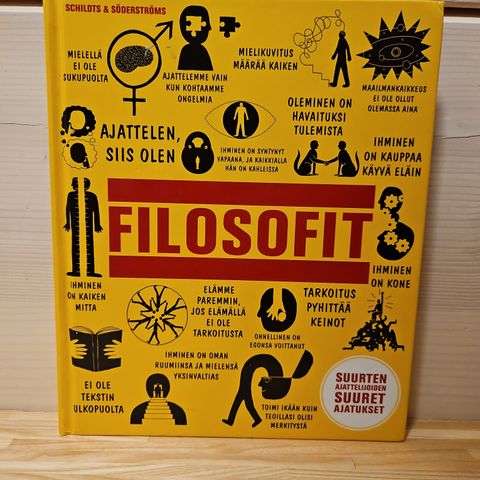 SCHILDTS & SÖDERSTRÖMS
MIELELLÄ
EI OLE
SUKUPUOLTA
AJATTELEMME VAIN
KUN KOHTAAMME
ONGELMIA
MIELIKUVITUS
MÄÄRÄÄ KAIKEN
MAAILMANKAIKKEUS
EI OLE OLLUT
OLEMASSA AINA
AJATTELEN,
SIIS OLEN
IHMINEN ON SYNTYNYT
VAPAANA, JA KAIKKIALLA
HÄN ON KAHLEISSA
OLEMINEN ON
HAVAITUKSI
TULEMISTA
IHMINEN
ON KAUPPAA
KÄYVÄ ELÄIN
FILOSOFIT
IHMINEN
ON KAIKEN
MITTA
ELÄMME
PAREMMIN,
JOS ELÄMÄLLÄ
EI OLE
TARKOITUSTA
ONNELLINEN ON
EGONSA VOITTANUT
TARKOITUS
PYHITTÄÄ
KEINOT
IHMINEN
ON KONE
EI OLE
TEKSTIN
ULKOPUOLTA
IHMINEN ON OMAN
RUUMIINSA JA MIELENSÄ
YKSINVALTIAS
TOIMI IKÄÄN KUIN
TEOILLASI OLISI
MERKITYSTÄ
SUURTEN
AJATTELIJOIDEN
SUURET
AJATUKSET